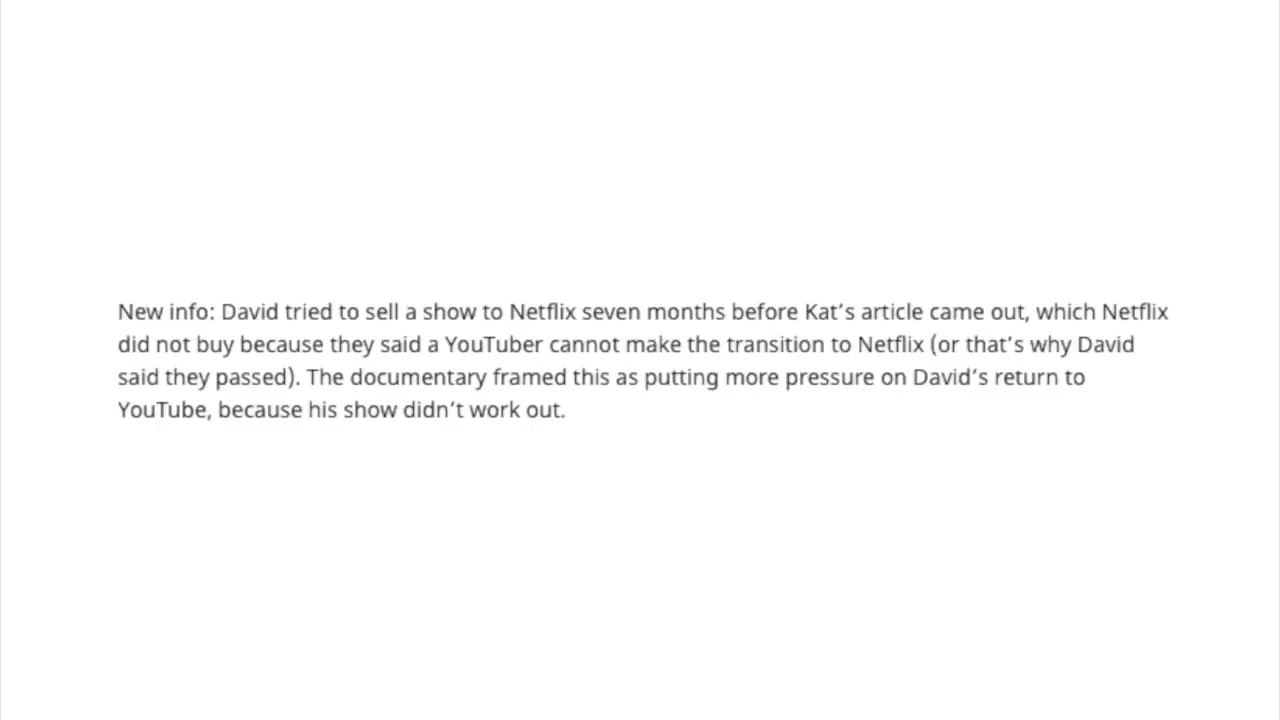 New info: David tried to sell a show to Netflix seven months before Kat’s article came out, which Netflix
did not buy because they said a YouTuber cannot make the transition to Netflix (or that’s why David
said they passed). The documentary framed this as putting more pressure on David’s return to
YouTube, because his show didn’t work out.